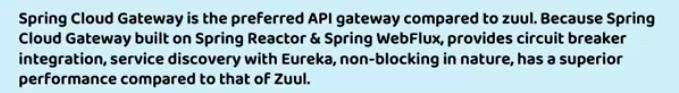 Spring Cloud Gateway is the preferred API gateway compared to zuul. Because Spring
Cloud Gateway built on Spring Reactor & Spring WebFlux, provides circuit breaker
integration, service discovery with Eureka, non-blocking in nature, has a superior
performance compared to that of Zuul.